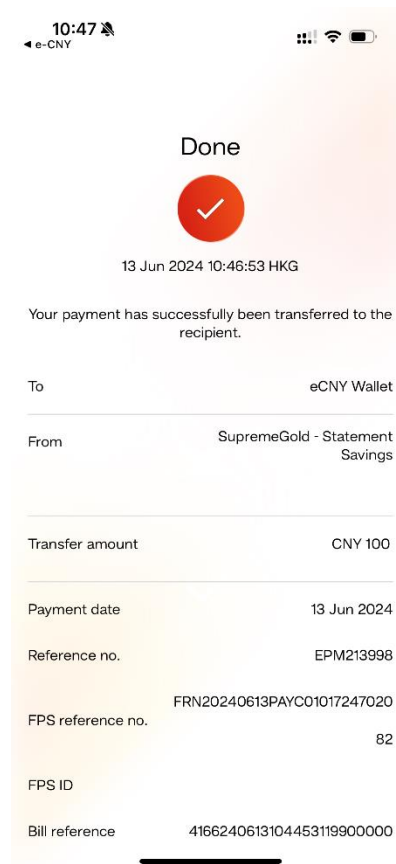 10:47
◀ e-CNY
Done
13 Jun 2024 10:46:53 HKG
Your payment has successfully been transferred to the
recipient.
To eCNY Wallet
From SupremeGold - Statement
Savings
Transfer amount CNY 100
Payment date 13 Jun 2024
Reference no. EPM213998
FPS reference no. FRN20240613PAYC01017247020
82
FPS ID
Bill reference 4166240613104453119900000